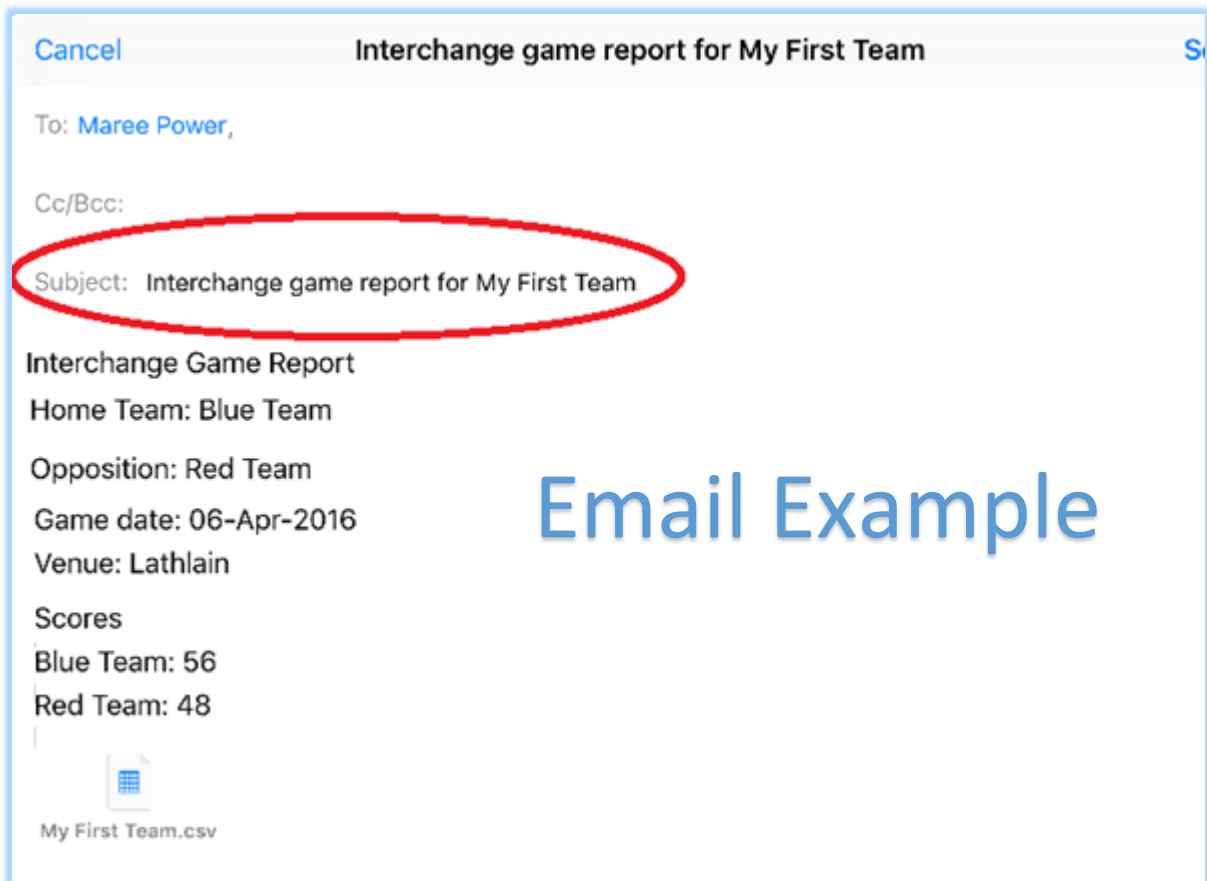 Cancel Interchange game report for My First Team
To: Maree Power,
Cc/Bcc:
Subject: Interchange game report for My First Team
Interchange Game Report
Home Team: Blue Team
Opposition: Red Team
Email Example
Game date: 06-Apr-2016
Venue: Lathlain
Scores
Blue Team: 56
Red Team: 48
My First Team.csv